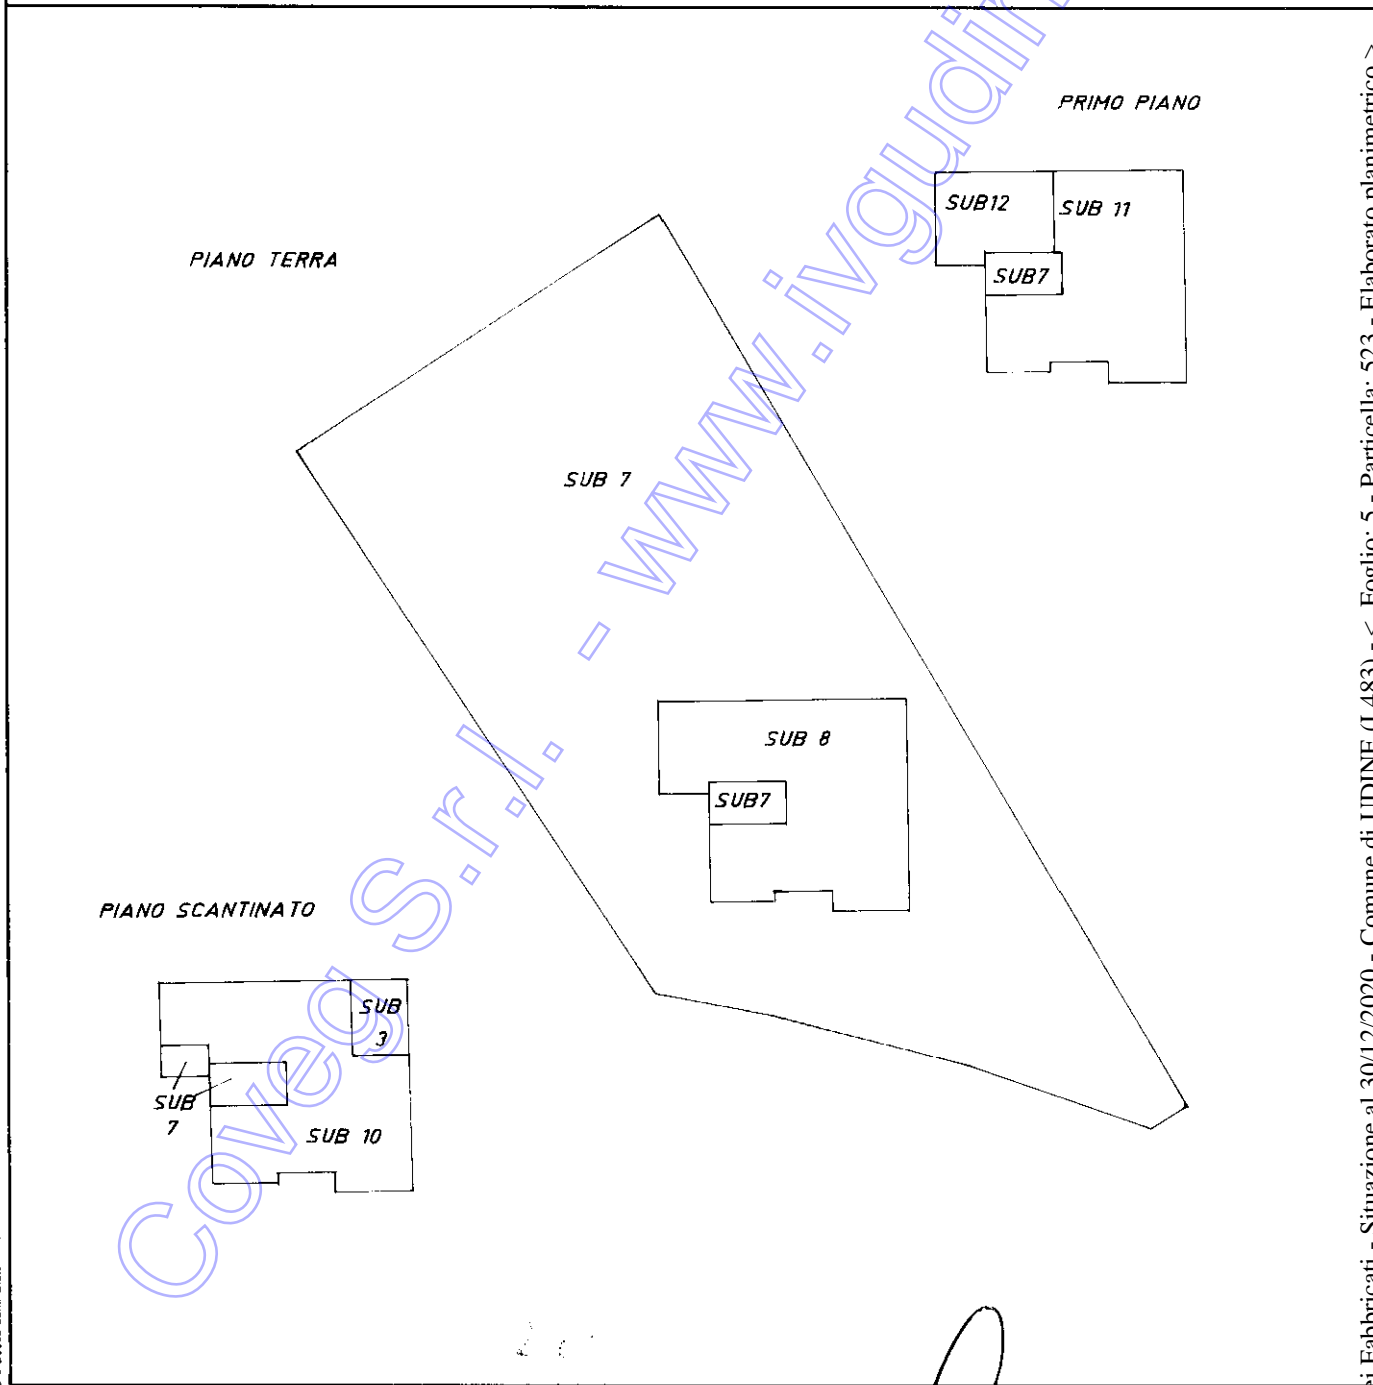 PRIMO PIANO
SUB12
SUB 11
SUB7
PIANO TERRA
SUB 7
SUB 8
SUB7
PIANO SCANTINATO
SUB
3
SUB
7
SUB 10
Coveg S.r.l. - www.ivgudin
ei Fabbricati - Situazione al 30/12/2020 - Comune di UDINE (L483) - < Foglio: 5 - Particella: 523 - Elaborato planimetrico >